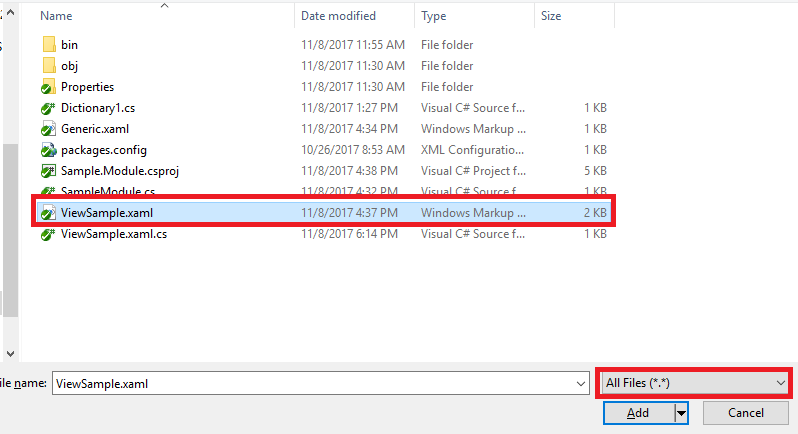 Name Date modified Type Size
bin 11/8/2017 11:55 AM File folder
obj 11/8/2017 11:30 AM File folder
Properties 11/8/2017 11:30 AM File folder
Dictionary1.cs 11/8/2017 1:27 PM Visual C# Source f... 1 KB
Generic.xaml 11/8/2017 4:34 PM Windows Markup ... 1 KB
packages.config 10/26/2017 8:53 AM XML Configuratio... 1 KB
Sample.Module.csproj 11/8/2017 4:38 PM Visual C# Project f... 5 KB
SampleModule.cs 11/8/2017 4:32 PM Visual C# Source f... 1 KB
ViewSample.xaml 11/8/2017 4:37 PM Windows Markup ... 2 KB
ViewSample.xaml.cs 11/8/2017 6:14 PM Visual C# Source f... 1 KB
ile name: ViewSample.xaml All Files (*.*)
Add Cancel